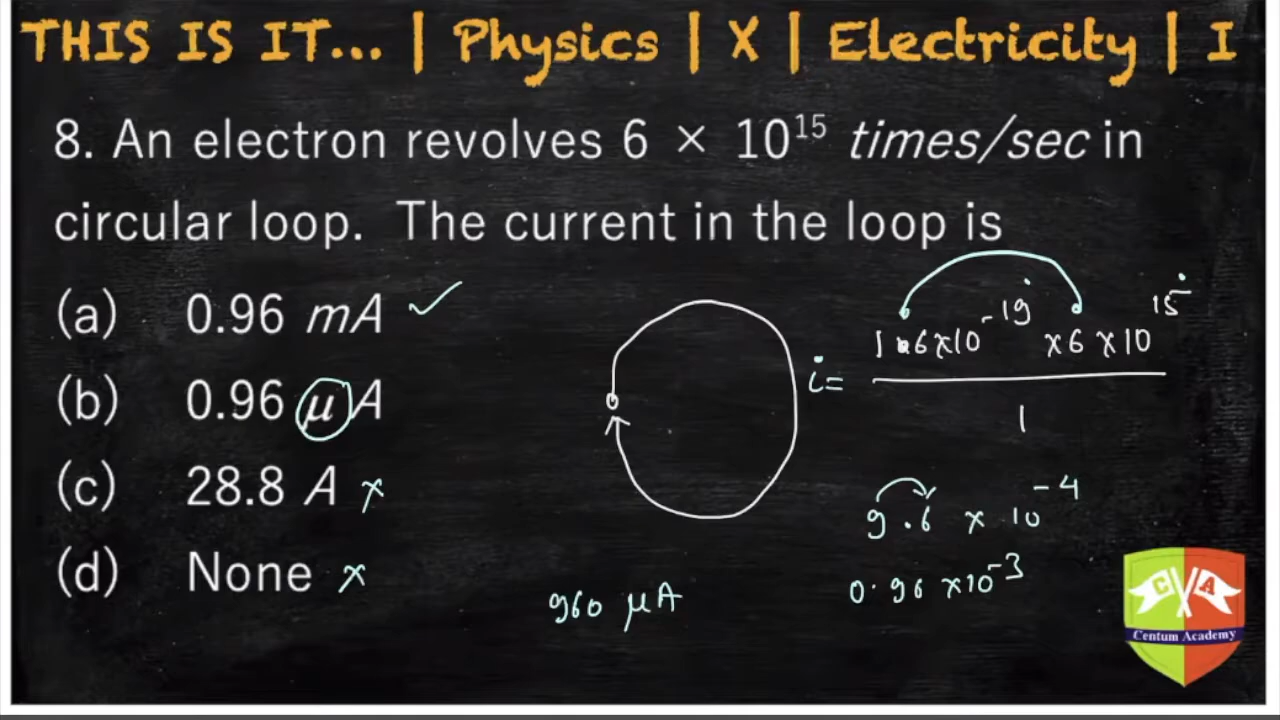 THIS IS IT... | Physics | X | Electricity | I
8. An electron revolves 6 × 10¹⁵ times/sec in
circular loop. The current in the loop is
(a) 0.96 mA ✓
(b) 0.96 μA
(c) 28.8 A ×
(d) None ×
i=
1.6×10⁻¹⁹ ×6×10¹⁵
1
9.6 × 10⁻⁴
0.96 ×10⁻³
960 μA
C A
Centum Academy